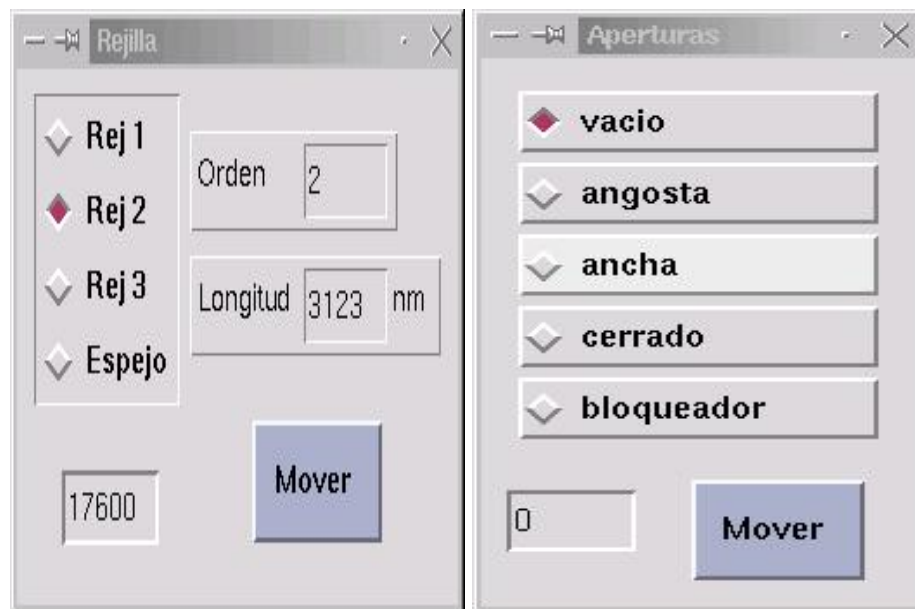 Rejilla
Rej 1
Rej 2
Rej 3
Espejo
Orden 2
Longitud 3123 nm
17600
Mover
Aperturas
vacio
angosta
ancha
cerrado
bloqueador
0
Mover